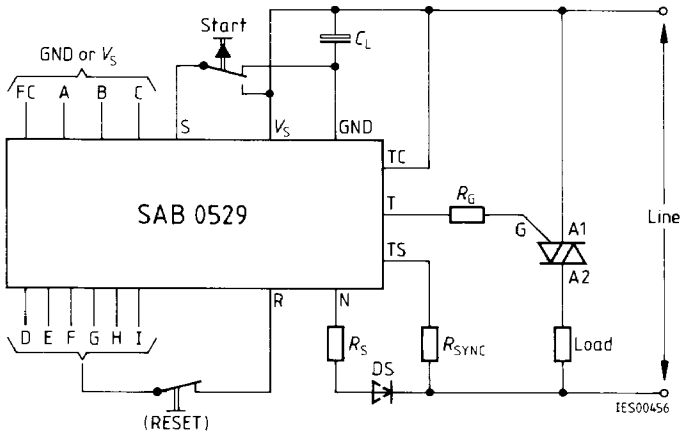 Start
GND or V_S
C_L
FC A B C
S
V_S
GND
TC
SAB 0529
T
R_G
G
A1
Line
TS
A2
R
N
D E F G H I
R_S
R_SYNC
Load
DS
(RESET)
IES00456